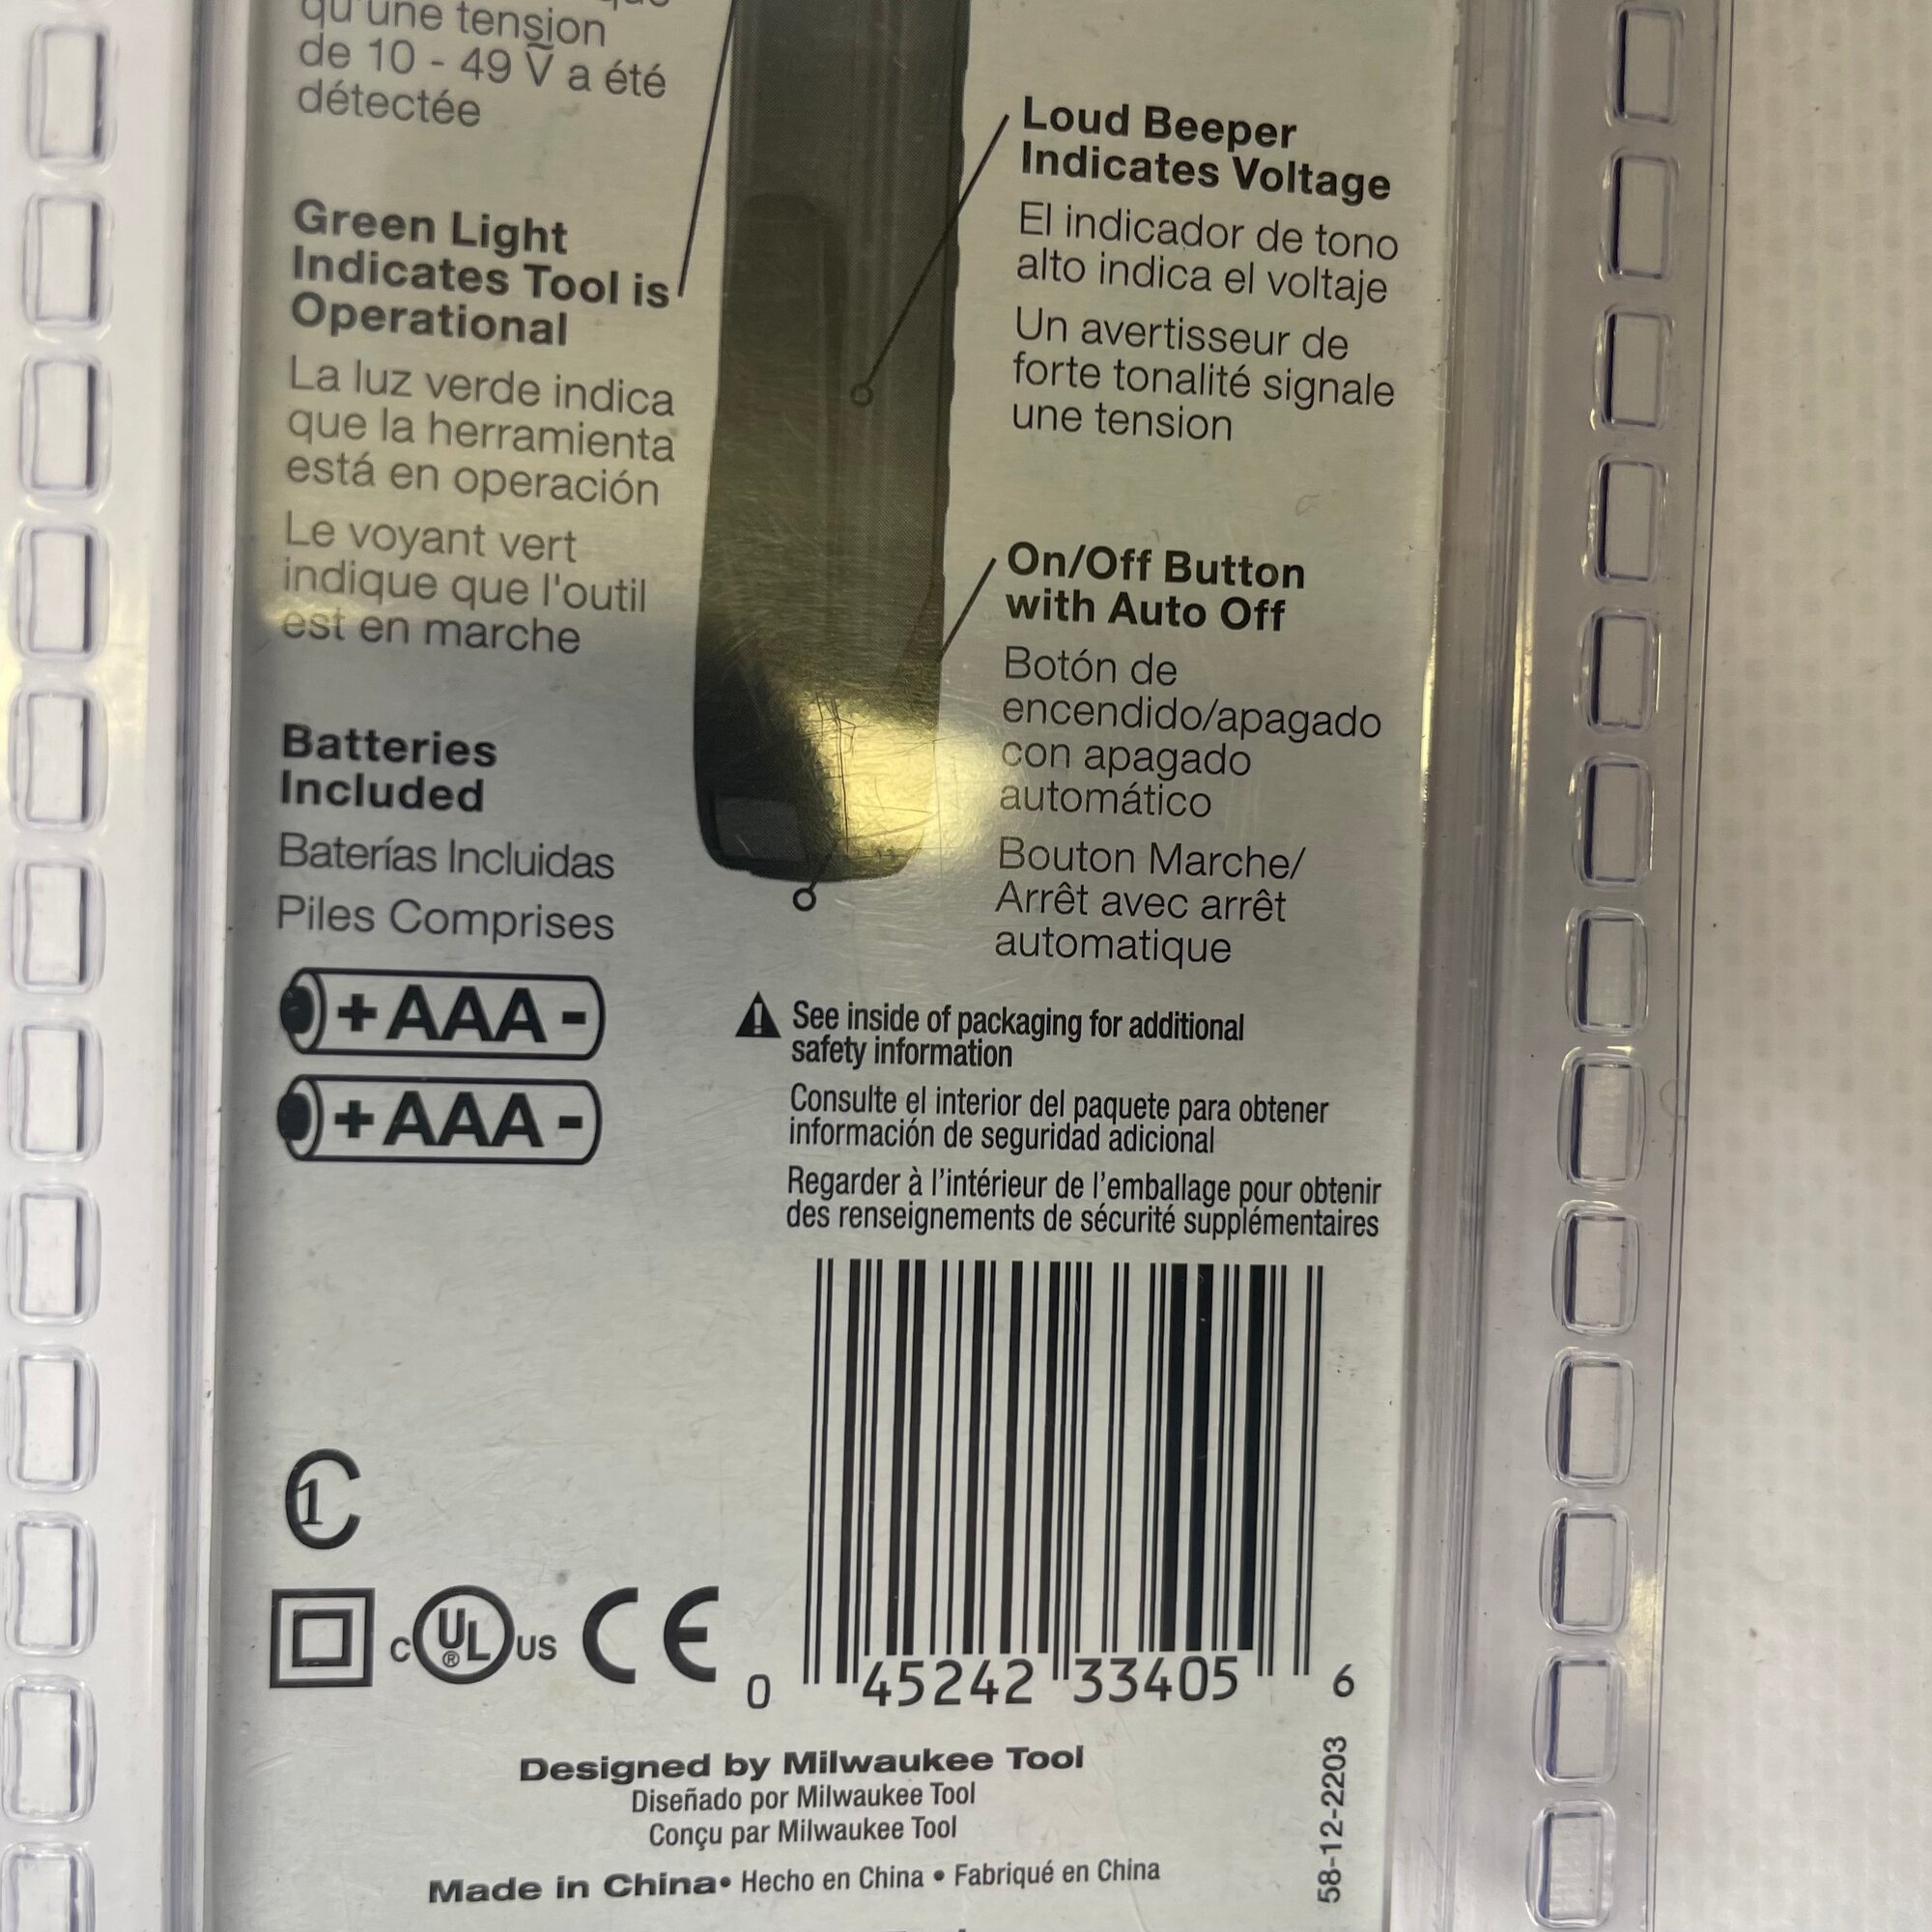 qu'une tension
de 10 - 49 Ṽ a été
détectée
Green Light
Indicates Tool is
Operational
La luz verde indica
que la herramienta
está en operación
Le voyant vert
indique que l'outil
est en marche
Batteries
Included
Baterías Incluidas
Piles Comprises
+AAA-
+AAA-
Loud Beeper
Indicates Voltage
El indicador de tono
alto indica el voltaje
Un avertisseur de
forte tonalité signale
une tension
On/Off Button
with Auto Off
Botón de
encendido/apagado
con apagado
automático
Bouton Marche/
Arrêt avec arrêt
automatique
See inside of packaging for additional
safety information
Consulte el interior del paquete para obtener
información de seguridad adicional
Regarder à l'intérieur de l'emballage pour obtenir
des renseignements de sécurité supplémentaires
C1
C UL ® US CE
0 45242 33405 6
Designed by Milwaukee Tool
Diseñado por Milwaukee Tool
Conçu par Milwaukee Tool
Made in China• Hecho en China • Fabriqué en China
58-12-2203